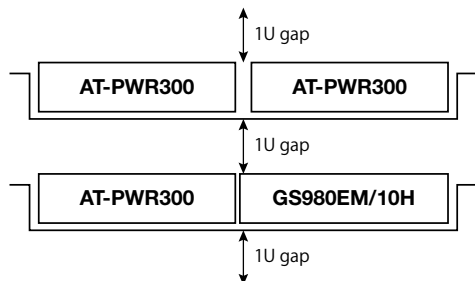 1U gap
AT-PWR300 AT-PWR300
1U gap
AT-PWR300 GS980EM/10H
1U gap